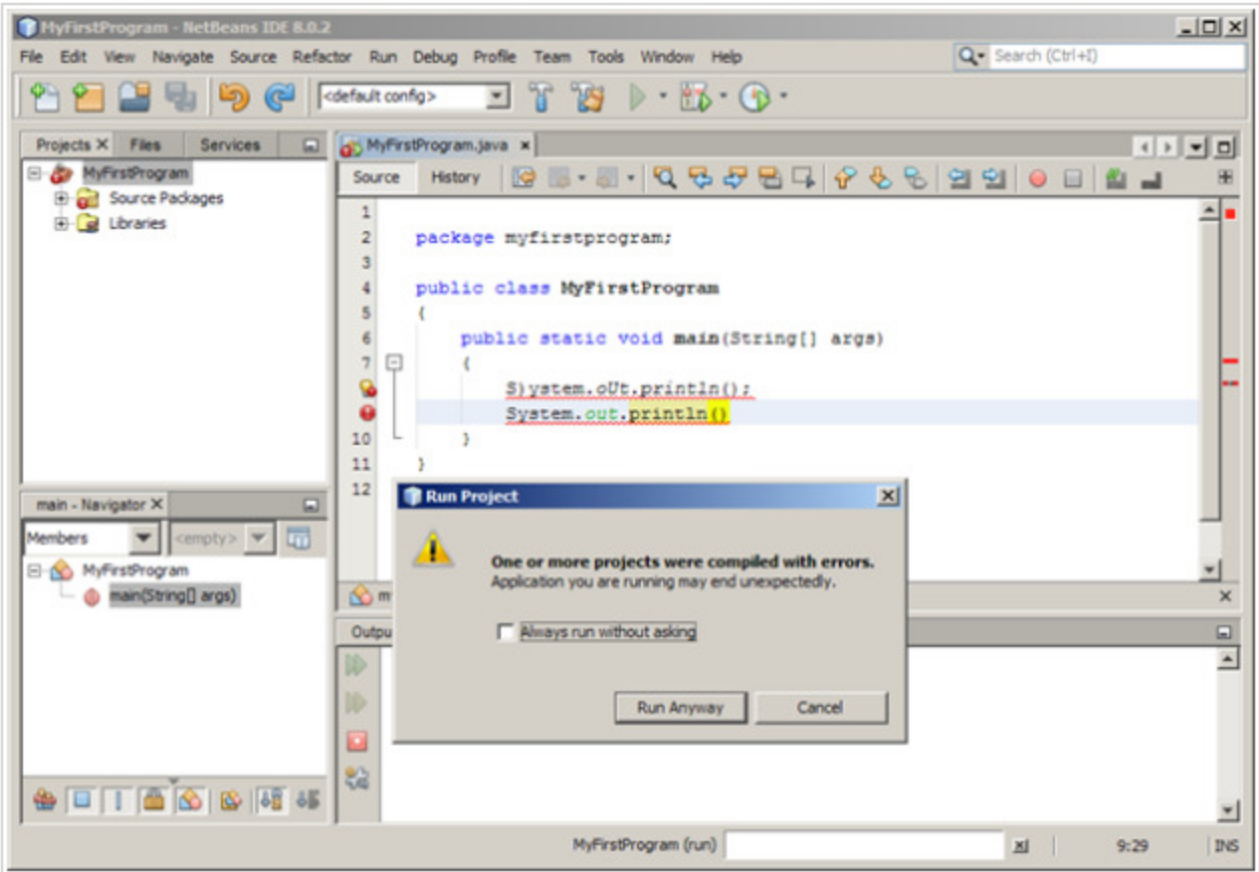 MyFirstProgram - NetBeans IDE 8.0.2
File Edit View Navigate Source Refactor Run Debug Profile Team Tools Window Help
Search (Ctrl+I)
<default config>
Projects Files Services
MyFirstProgram
Source Packages
Libraries
MyFirstProgram.java
Source History
1
2 package myfirstprogram;
3
4 public class MyFirstProgram
5 {
6 public static void main(String[] args)
7 {
S)ystem.oUt.println();
System.out.println()
10 }
11 }
12
main - Navigator
Members <empty>
MyFirstProgram
main(String[] args)
m
Outpu
Run Project
One or more projects were compiled with errors.
Application you are running may end unexpectedly.
Always run without asking
Run Anyway Cancel
MyFirstProgram (run) 9:29 INS